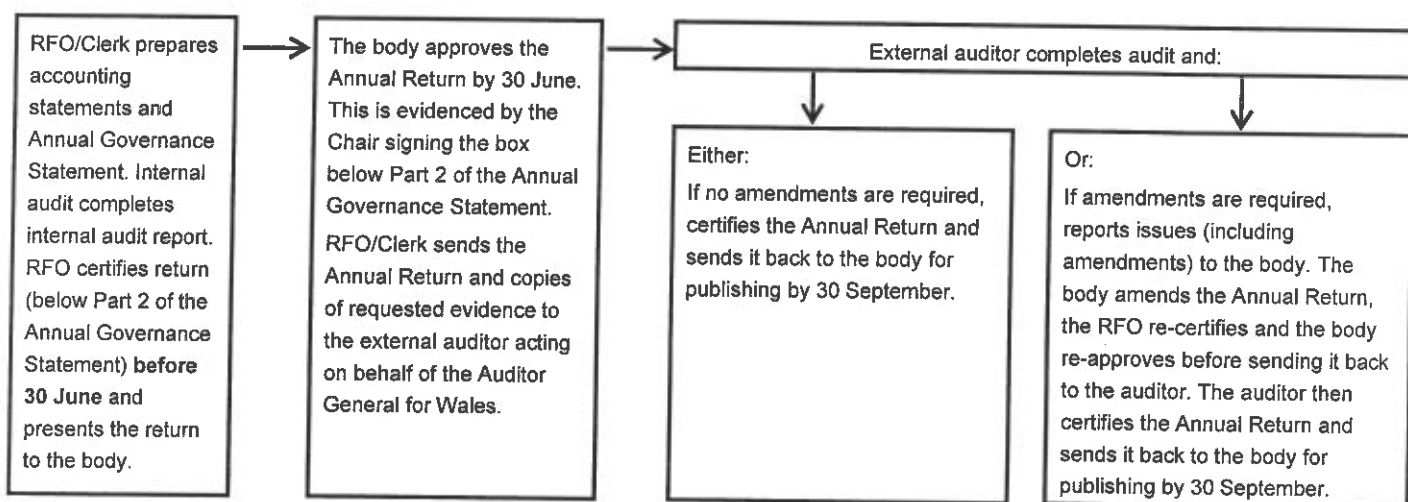 RFO/Clerk prepares
accounting
statements and
Annual Governance
Statement. Internal
audit completes
internal audit report.
RFO certifies return
(below Part 2 of the
Annual Governance
Statement) before
30 June and
presents the return
to the body.
The body approves the
Annual Return by 30 June.
This is evidenced by the
Chair signing the box
below Part 2 of the Annual
Governance Statement.
RFO/Clerk sends the
Annual Return and copies
of requested evidence to
the external auditor acting
on behalf of the Auditor
General for Wales.
External auditor completes audit and:
Either:
If no amendments are required,
certifies the Annual Return and
sends it back to the body for
publishing by 30 September.
Or:
If amendments are required,
reports issues (including
amendments) to the body. The
body amends the Annual Return,
the RFO re-certifies and the body
re-approves before sending it back
to the auditor. The auditor then
certifies the Annual Return and
sends it back to the body for
publishing by 30 September.